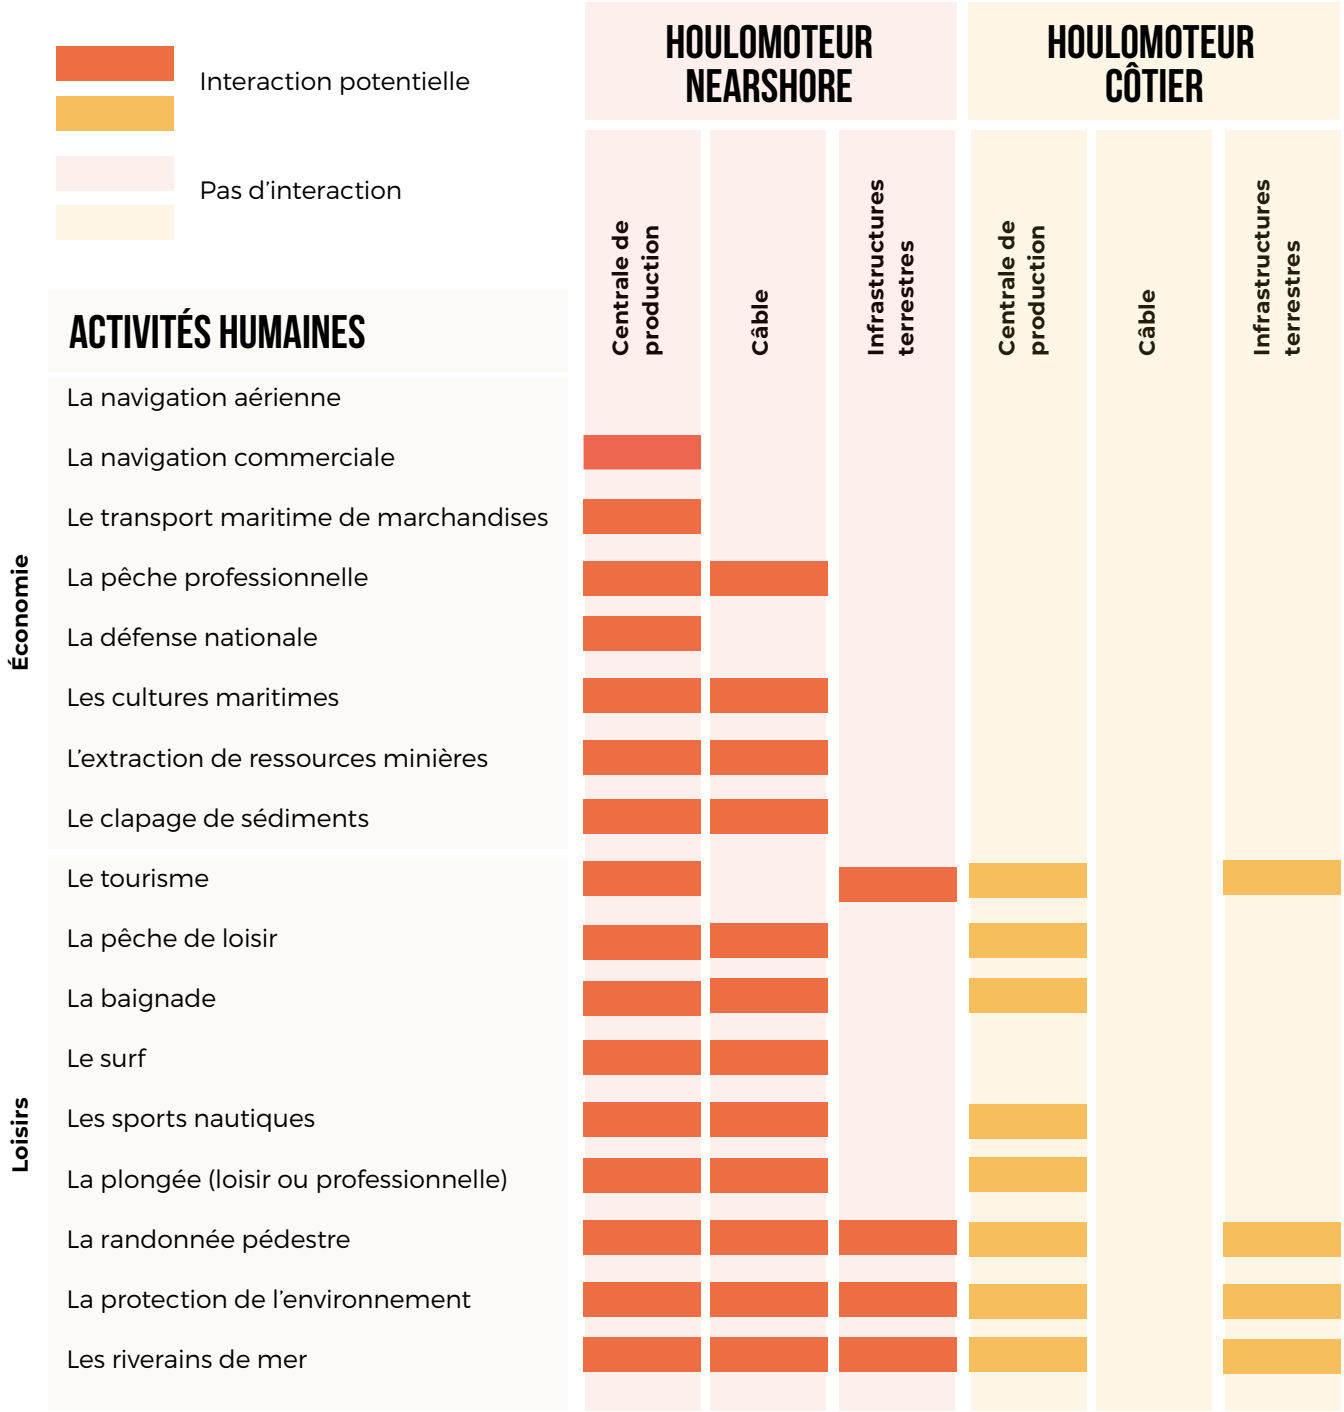 Interaction potentielle
Pas d’interaction
HOULOMOTEUR
NEARSHORE
HOULOMOTEUR
CÔTIER
Centrale de
production
Câble
Infrastructures
terrestres
Centrale de
production
Câble
Infrastructures
terrestres
ACTIVITÉS HUMAINES
Économie
La navigation aérienne
La navigation commerciale
Le transport maritime de marchandises
La pêche professionnelle
La défense nationale
Les cultures maritimes
L’extraction de ressources minières
Le clapage de sédiments
Loisirs
Le tourisme
La pêche de loisir
La baignade
Le surf
Les sports nautiques
La plongée (loisir ou professionnelle)
La randonnée pédestre
La protection de l’environnement
Les riverains de mer